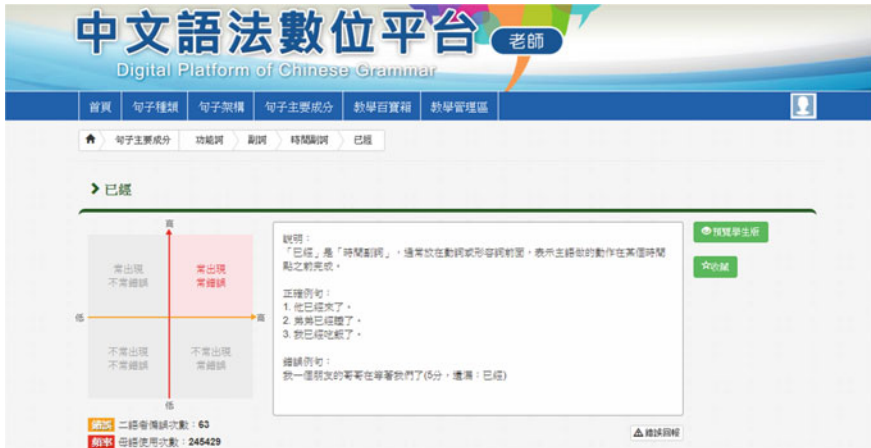 中文語法數位平台 老師
Digital Platform of Chinese Grammar
首頁 句子種類 句子架構 句子主要成分 教學百寶箱 教學管理區
句子主要成分 功能詞 副詞 時間副詞 已經
已經
高
常出現 常出現
不常錯誤 常錯誤
低 高
不常出現 不常出現
不常錯誤 常錯誤
低
錯誤 二語者偏誤次數：63
頻率 母語使用次數：245429
說明：
「已經」是「時間副詞」，通常放在動詞或形容詞前面，表示主語做的動作在某個時間
點之前完成。
正確例句：
1. 他已經來了。
2. 弟弟已經睡了。
3. 我已經吃飯了。
錯誤例句：
我一個朋友的哥哥在等著我們了(5分，遺漏：已經)
錯誤回報
預覽學生版
收藏